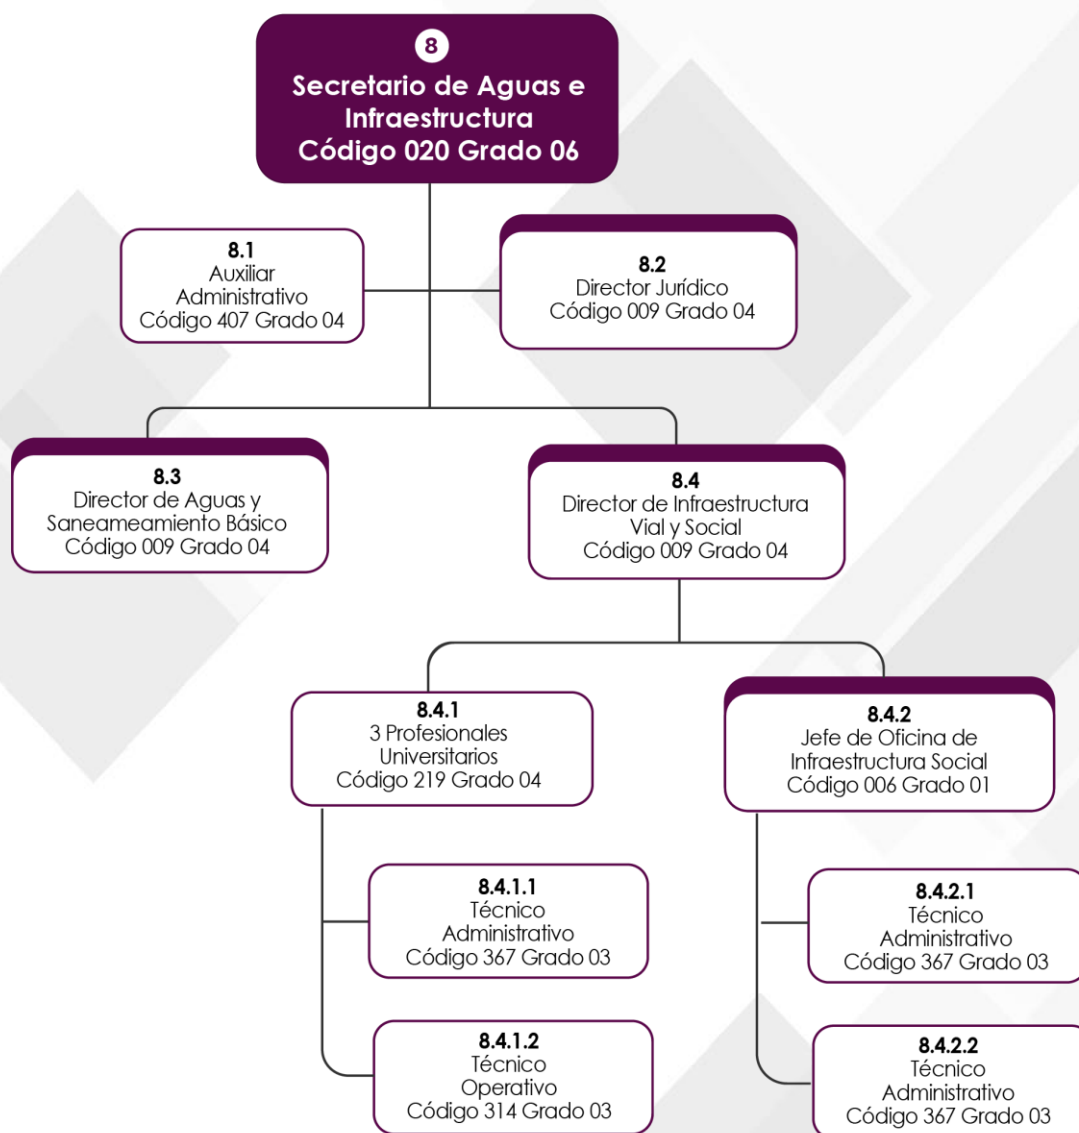 8
Secretario de Aguas e
Infraestructura
Código 020 Grado 06
8.1
Auxiliar
Administrativo
Código 407 Grado 04
8.2
Director Jurídico
Código 009 Grado 04
8.3
Director de Aguas y
Saneameamiento Básico
Código 009 Grado 04
8.4
Director de Infraestructura
Vial y Social
Código 009 Grado 04
8.4.1
3 Profesionales
Universitarios
Código 219 Grado 04
8.4.2
Jefe de Oficina de
Infraestructura Social
Código 006 Grado 01
8.4.1.1
Técnico
Administrativo
Código 367 Grado 03
8.4.2.1
Técnico
Administrativo
Código 367 Grado 03
8.4.1.2
Técnico
Operativo
Código 314 Grado 03
8.4.2.2
Técnico
Administrativo
Código 367 Grado 03